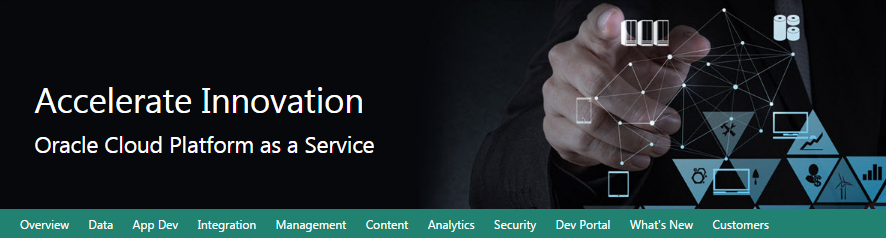 Accelerate Innovation
Oracle Cloud Platform as a Service
Overview Data App Dev Integration Management Content Analytics Security Dev Portal What's New Customers